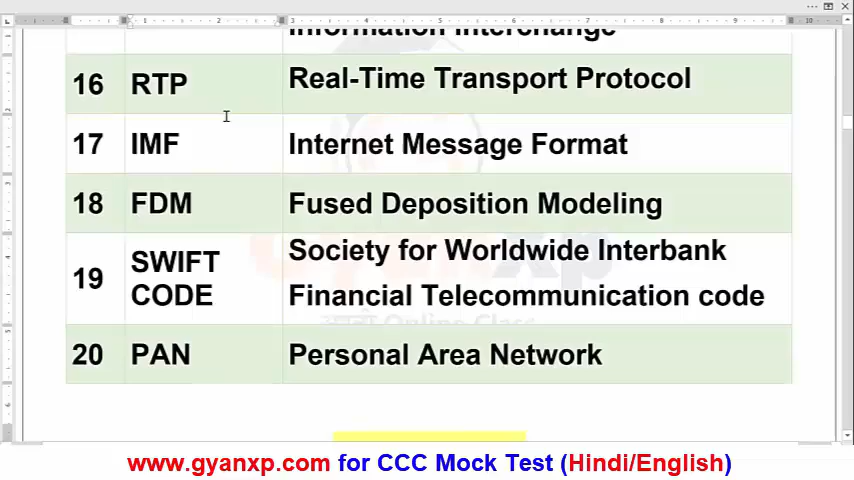 Information Interchange
16 RTP Real-Time Transport Protocol
17 IMF Internet Message Format
18 FDM Fused Deposition Modeling
19 SWIFT CODE Society for Worldwide Interbank
Financial Telecommunication code
20 PAN Personal Area Network
www.gyanxp.com for CCC Mock Test (Hindi/English)